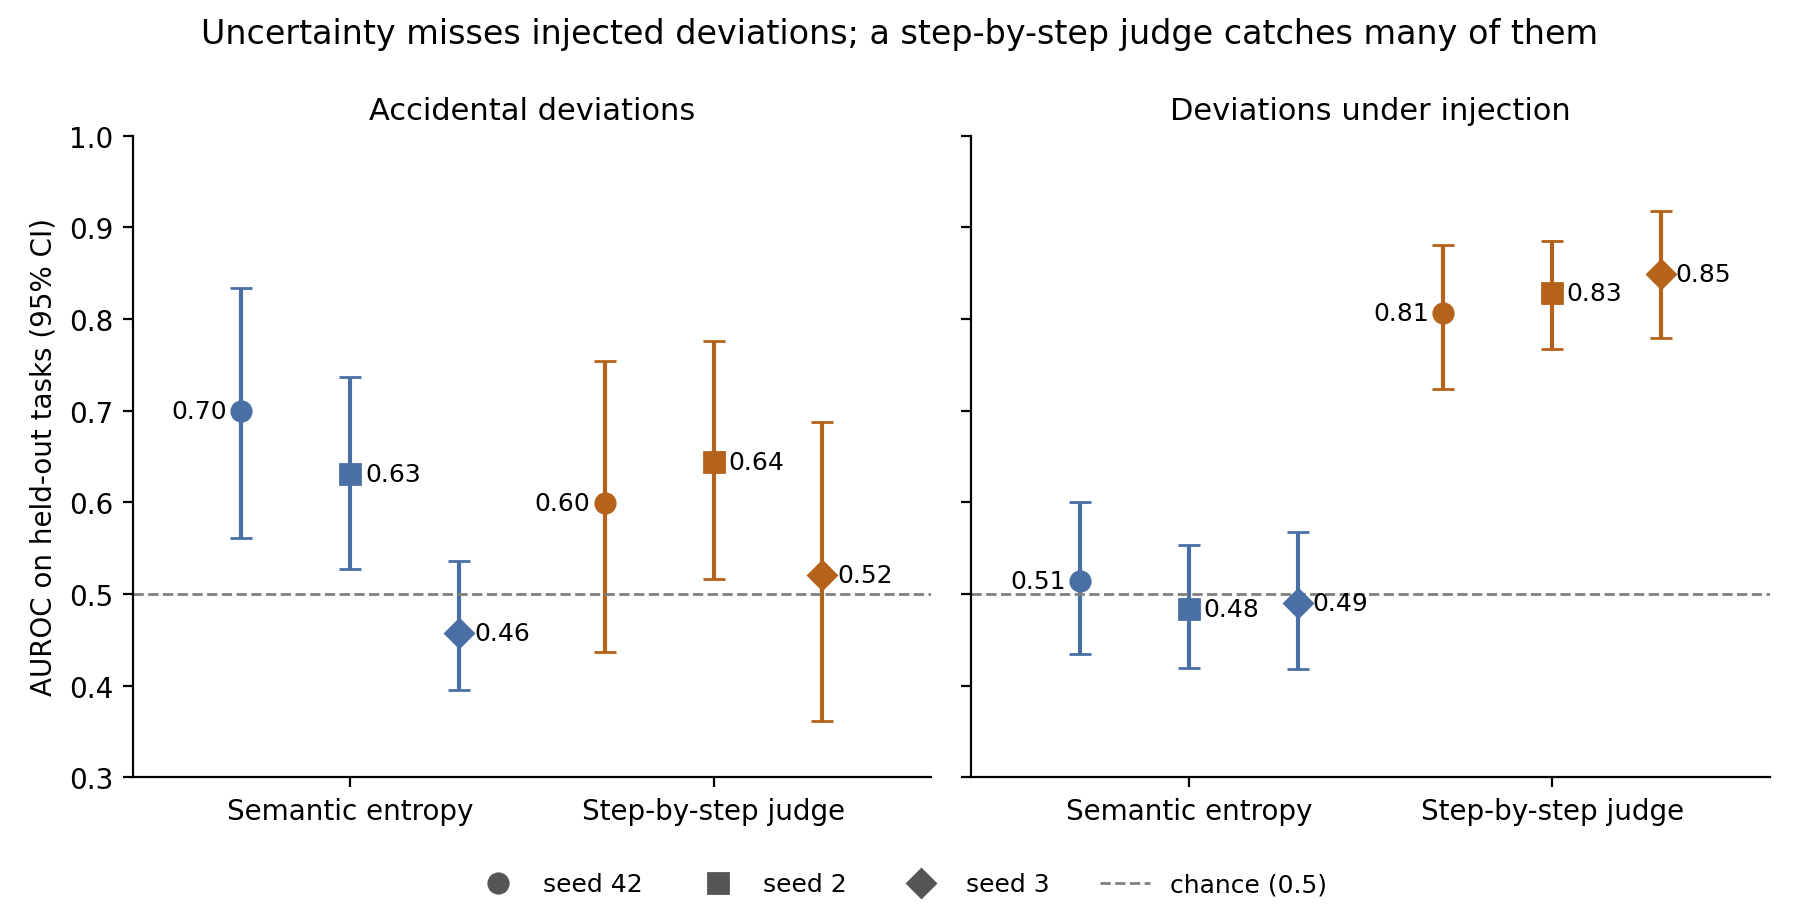 Uncertainty misses injected deviations; a step-by-step judge catches many of them
Accidental deviations
Deviations under injection
AUROC on held-out tasks (95% CI)
1.0
0.9
0.8
0.7
0.6
0.5
0.4
0.3
0.70
0.63
0.46
0.60
0.64
0.52
0.51
0.48
0.49
0.81
0.83
0.85
Semantic entropy
Step-by-step judge
Semantic entropy
Step-by-step judge
seed 42
seed 2
seed 3
chance (0.5)